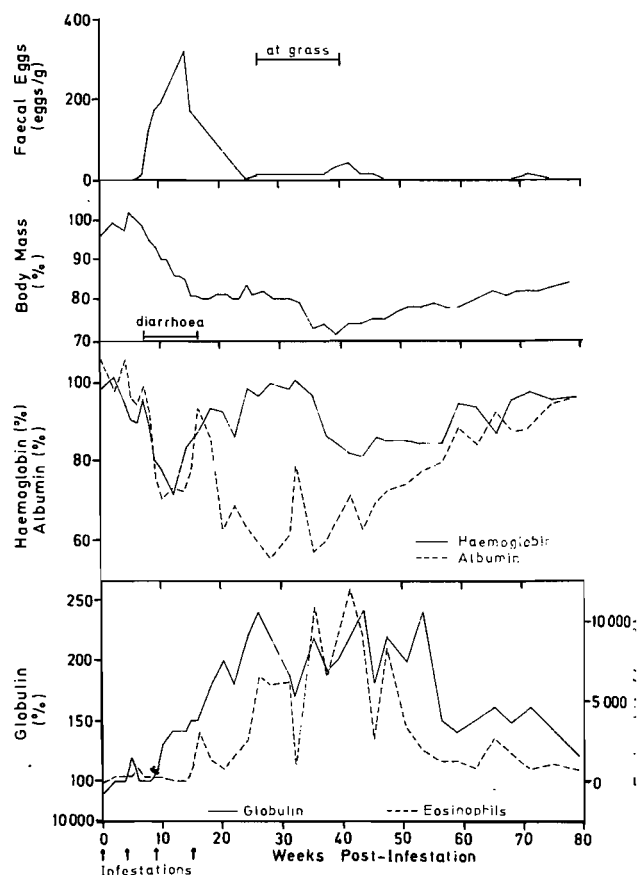 Faecal Eggs
(eggs/g)
400
200
0
at grass
Body Mass
(%)
100
90
80
70
diarrhoea
Haemoglobin (%)
Albumin (%)
100
80
60
Haemoglobir
Albumin
Globulin
(%)
250
200
150
100
10000
10000
5000
0
Globulin
Eosinophils
0 10 20 30 40 50 60 70 80
Weeks Post-Infestation
Infestations